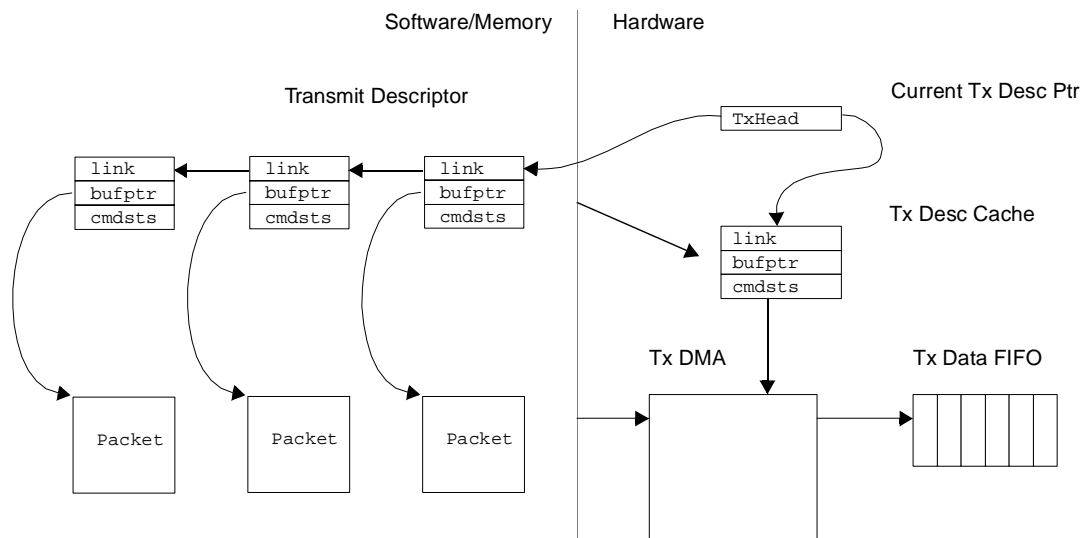 Software/Memory
Hardware
Transmit Descriptor
Current Tx Desc Ptr
TxHead
link
bufptr
cmdsts
link
bufptr
cmdsts
link
bufptr
cmdsts
Tx Desc Cache
link
bufptr
cmdsts
Tx DMA
Tx Data FIFO
Packet
Packet
Packet